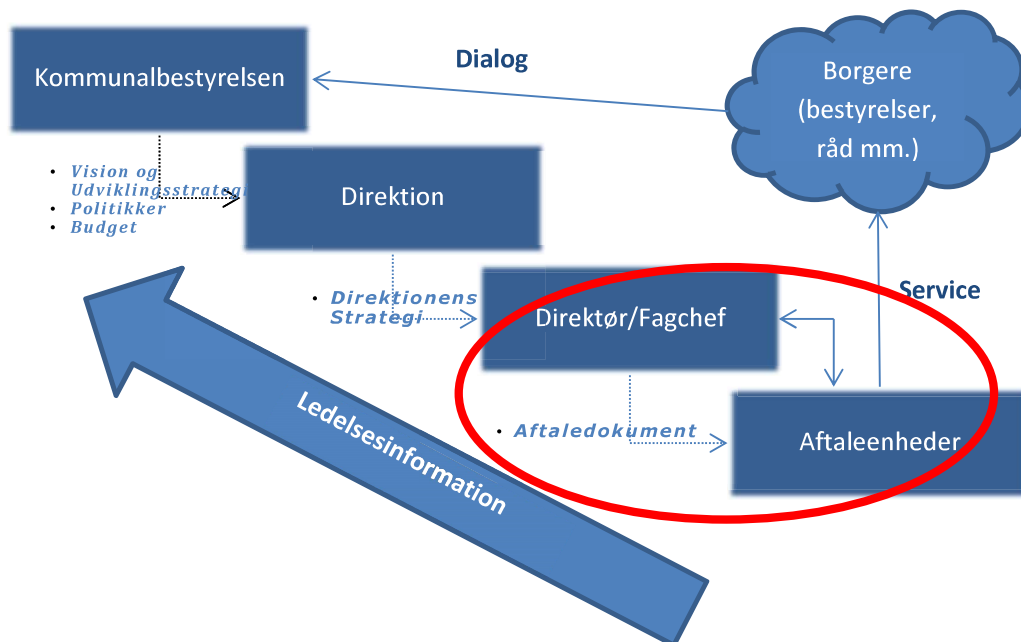 Kommunalbestyrelsen
Dialog
Borgere
(bestyrelser,
råd mm.)
• Vision og
Udviklingsstrategi
• Politikker
• Budget
Direktion
• Direktionens
Strategi
Direktør/Fagchef
Service
• Aftaledokument
Aftaleenheder
Ledelsesinformation